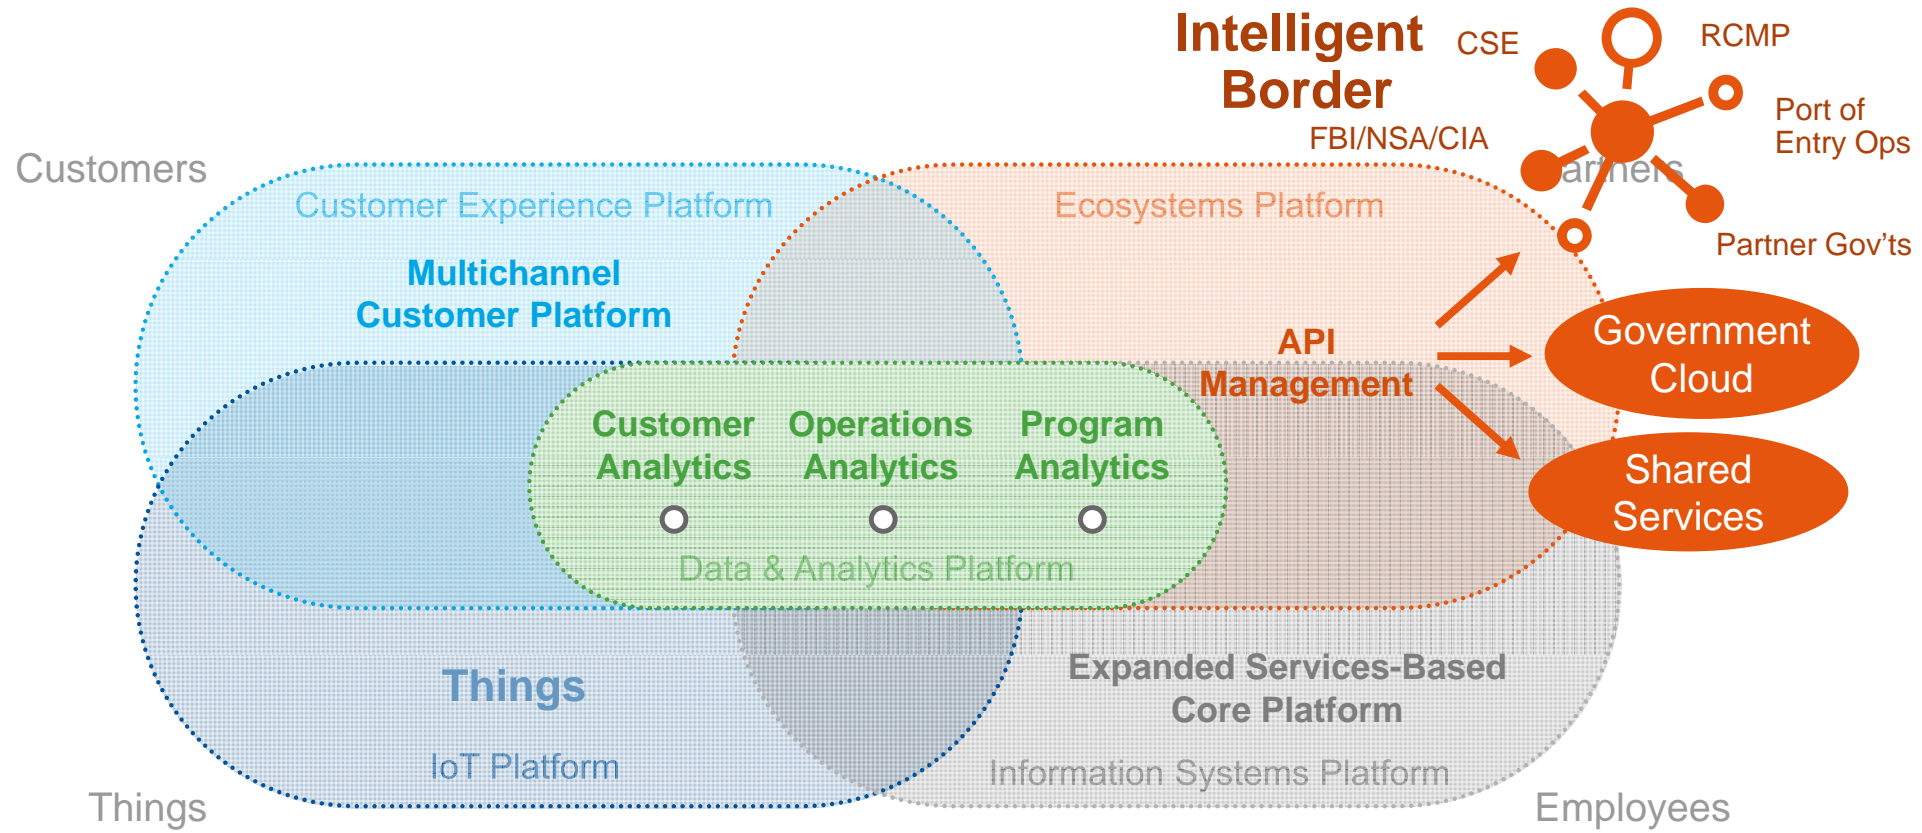 Intelligent
Border
CSE
RCMP
FBI/NSA/CIA
Port of
Entry Ops
Customers
artners
Partner Gov'ts
Customer Experience Platform
Ecosystems Platform
Multichannel
Customer Platform
API
Management
Government
Cloud
Customer
Analytics
Operations
Analytics
Program
Analytics
Shared
Services
Data & Analytics Platform
Things
Expanded Services-Based
Core Platform
IoT Platform
Information Systems Platform
Things
Employees